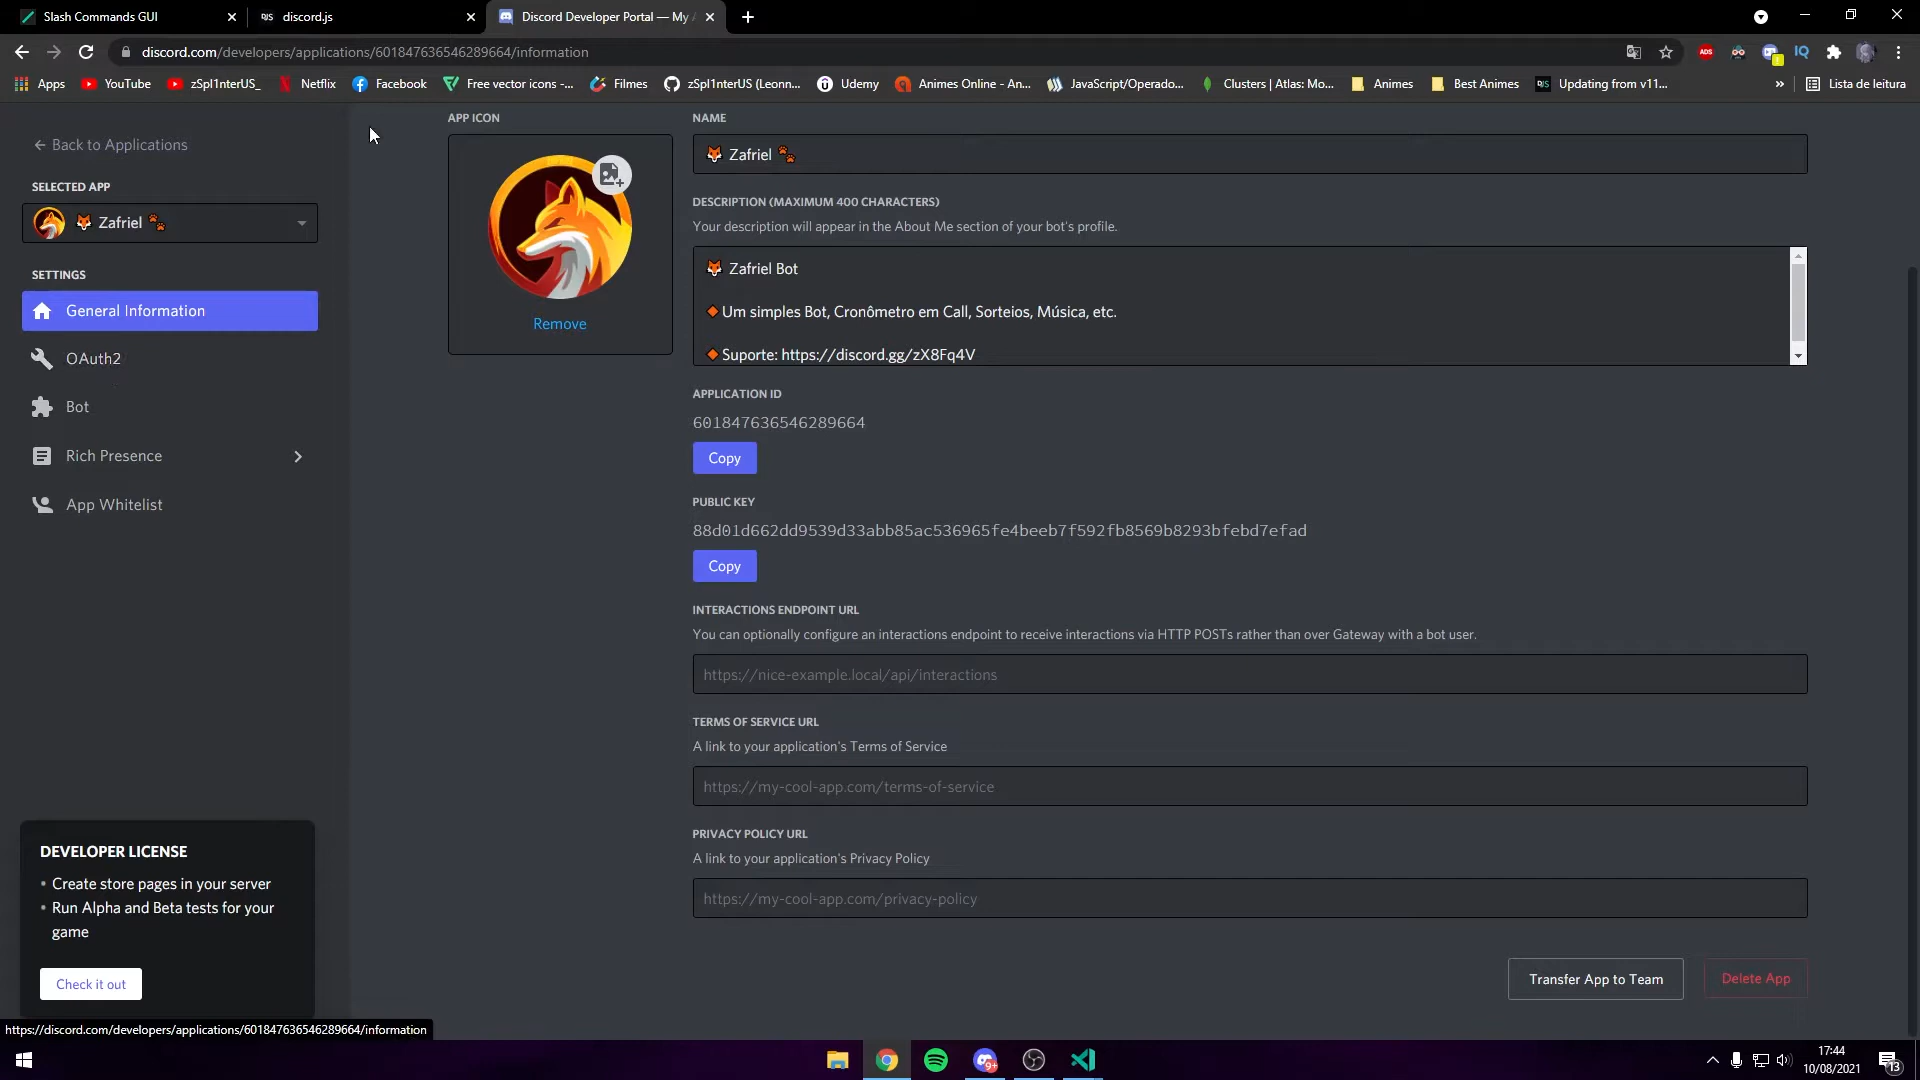 Slash Commands GUI
discord.js
Discord Developer Portal — My A
discord.com/developers/applications/601847636546289664/information
Apps
YouTube
zSpl1nterUS_
Netflix
Facebook
Free vector icons -...
Filmes
zSpl1nterUS (Leonn...
Udemy
Animes Online - An...
JavaScript/Operado...
Clusters | Atlas: Mo...
Animes
Best Animes
Updating from v11...
»
Lista de leitura
← Back to Applications
SELECTED APP
🦊 Zafriel 🐾
SETTINGS
General Information
OAuth2
Bot
Rich Presence
App Whitelist
DEVELOPER LICENSE
• Create store pages in your server
• Run Alpha and Beta tests for your
game
Check it out
APP ICON
Remove
NAME
🦊 Zafriel 🐾
DESCRIPTION (MAXIMUM 400 CHARACTERS)
Your description will appear in the About Me section of your bot's profile.
🦊 Zafriel Bot
🔸Um simples Bot, Cronômetro em Call, Sorteios, Música, etc.
🔸Suporte: https://discord.gg/zX8Fq4V
APPLICATION ID
601847636546289664
Copy
PUBLIC KEY
88d01d662dd9539d33abb85ac536965fe4beeb7f592fb8569b8293bfebd7efad
Copy
INTERACTIONS ENDPOINT URL
You can optionally configure an interactions endpoint to receive interactions via HTTP POSTs rather than over Gateway with a bot user.
https://nice-example.local/api/interactions
TERMS OF SERVICE URL
A link to your application's Terms of Service
https://my-cool-app.com/terms-of-service
PRIVACY POLICY URL
A link to your application's Privacy Policy
https://my-cool-app.com/privacy-policy
Transfer App to Team
Delete App
https://discord.com/developers/applications/601847636546289664/information
17:44
10/08/2021
13